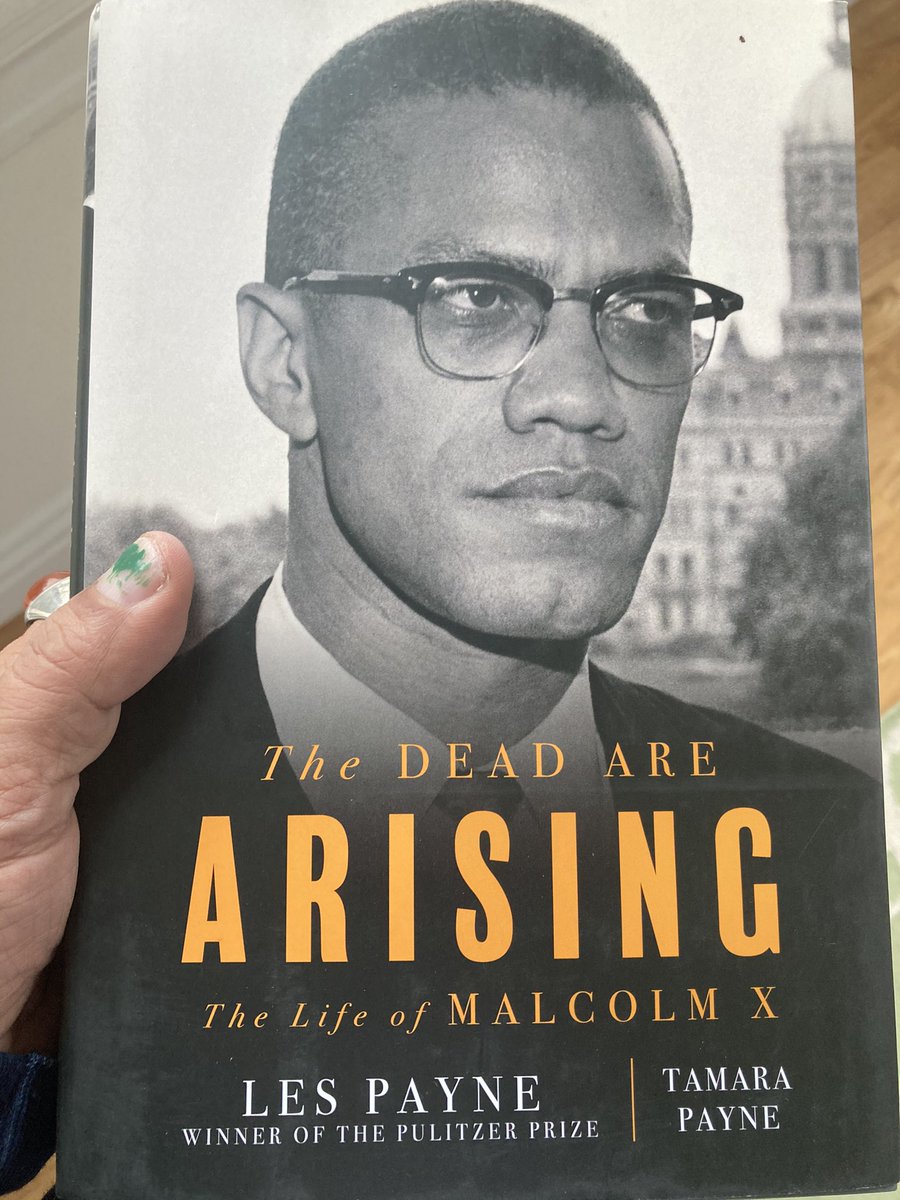 The DEAD ARE
ARISING
The Life of MALCOLM X
LES PAYNE
WINNER OF THE PULITZER PRIZE
TAMARA
PAYNE